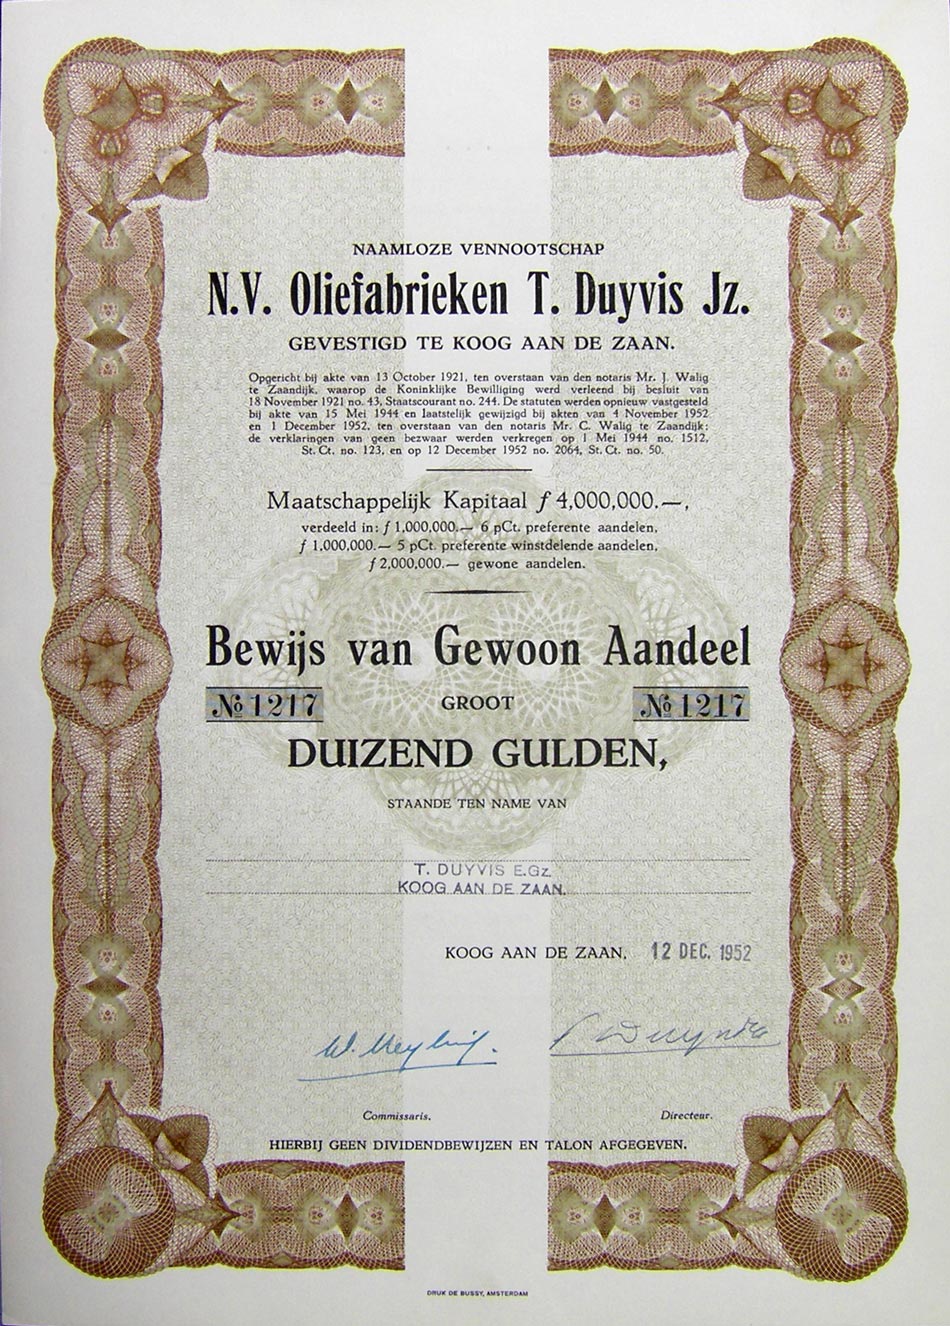 NAAMLOZE VENNOOTSCHAP
N.V. Oliefabrieken T. Duyvis Jz.
GEVESTIGD TE KOOG AAN DE ZAAN.
Opgericht bij akte van 13 October 1921, ten overstaan van den notaris Mr. J. Walig
te Zaandijk, waarop de Koninklijke Bewilliging werd verleend bij besluit van
18 November 1921 no. 43, Staatscourant no. 244. De statuten werden opnieuw vastgesteld
bij akte van 15 Mei 1944 en laatstelijk gewijzigd bij akten van 4 November 1952
en 1 December 1952, ten overstaan van den notaris Mr. C. Walig te Zaandijk;
de verklaringen van geen bezwaar werden verkregen op 1 Mei 1944 no. 1512,
St. Ct. no. 123, en op 12 December 1952 no. 2064, St. Ct. no. 50.
Maatschappelijk Kapitaal ƒ 4,000,000.—,
verdeeld in: ƒ 1,000,000.— 6 pCt. preferente aandelen,
ƒ 1,000,000.— 5 pCt. preferente winstdelende aandelen,
ƒ 2,000,000.— gewone aandelen.
Bewijs van Gewoon Aandeel
№ 1217 GROOT № 1217
DUIZEND GULDEN,
STAANDE TEN NAME VAN
T. DUYVIS E.Gz.
KOOG AAN DE ZAAN.
KOOG AAN DE ZAAN, 12 DEC. 1952
Commissaris. Directeur.
HIERBIJ GEEN DIVIDENDBEWIJZEN EN TALON AFGEGEVEN.
DRUK DE BUSSY, AMSTERDAM